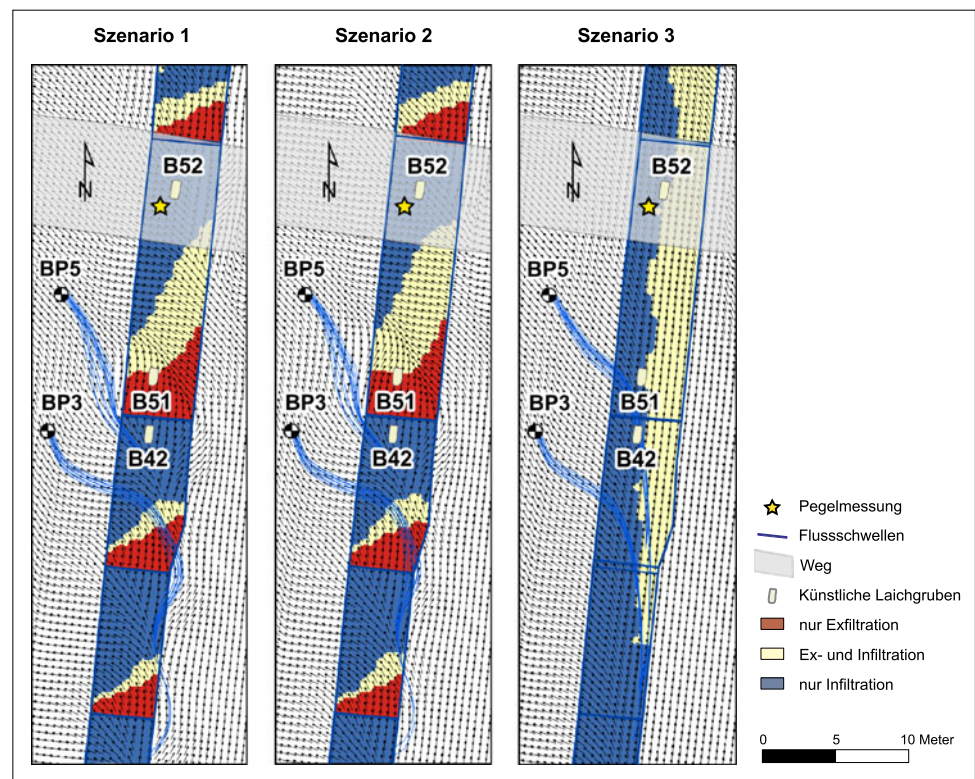 Szenario 1
Szenario 2
Szenario 3
B52
B52
B52
N
N
N
BP5
BP5
BP5
BP3
BP3
BP3
B51
B51
B51
B42
B42
B42
Pegelmessung
Flussschwellen
Weg
Künstliche Laichgruben
nur Exfiltration
Ex- und Infiltration
nur Infiltration
0 5 10 Meter